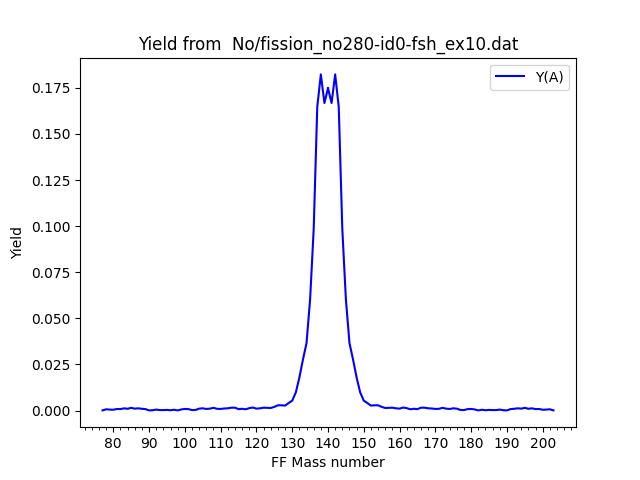 Yield from  No/fission_no280-id0-fsh_ex10.dat
Y(A)
0.175
0.150
0.125
0.100
0.075
0.050
0.025
0.000
Yield
80 90 100 110 120 130 140 150 160 170 180 190 200
FF Mass number